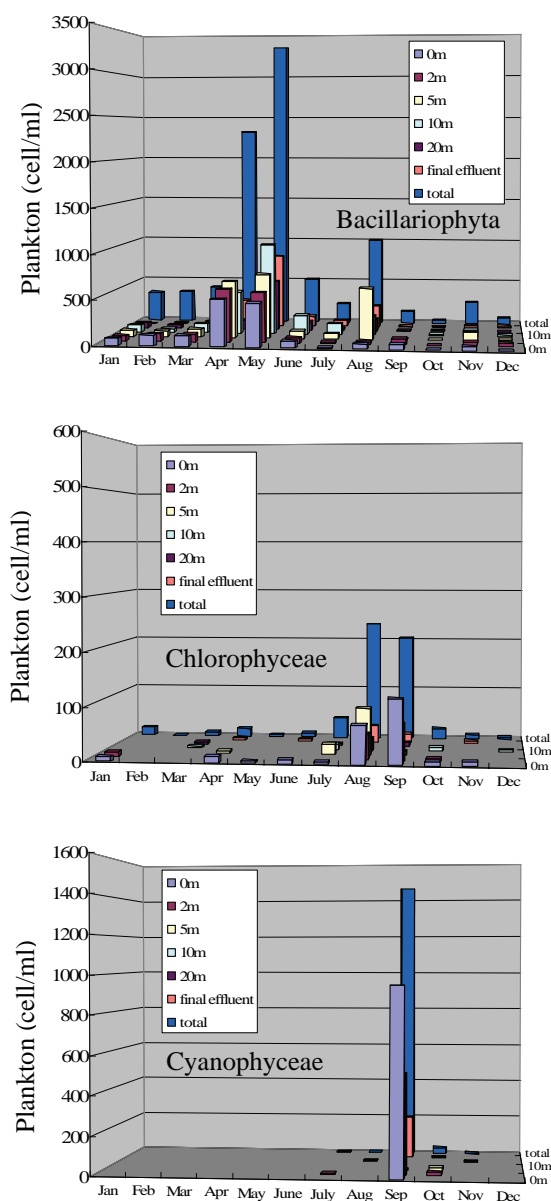 3500
3000
2500
2000
1500
1000
500
0
Plankton (cell/ml)
0m
2m
5m
10m
20m
final effluent
total
Bacillariophyta
total
10m
0m
Jan Feb Mar Apr May June July Aug Sep Oct Nov Dec
600
500
400
300
200
100
0
Plankton (cell/ml)
0m
2m
5m
10m
20m
final effluent
total
Chlorophyceae
total
10m
0m
Jan Feb Mar Apr May June July Aug Sep Oct Nov Dec
1600
1400
1200
1000
800
600
400
200
0
Plankton (cell/ml)
0m
2m
5m
10m
20m
final effluent
total
Cyanophyceae
total
10m
0m
Jan Feb Mar Apr May June July Aug Sep Oct Nov Dec